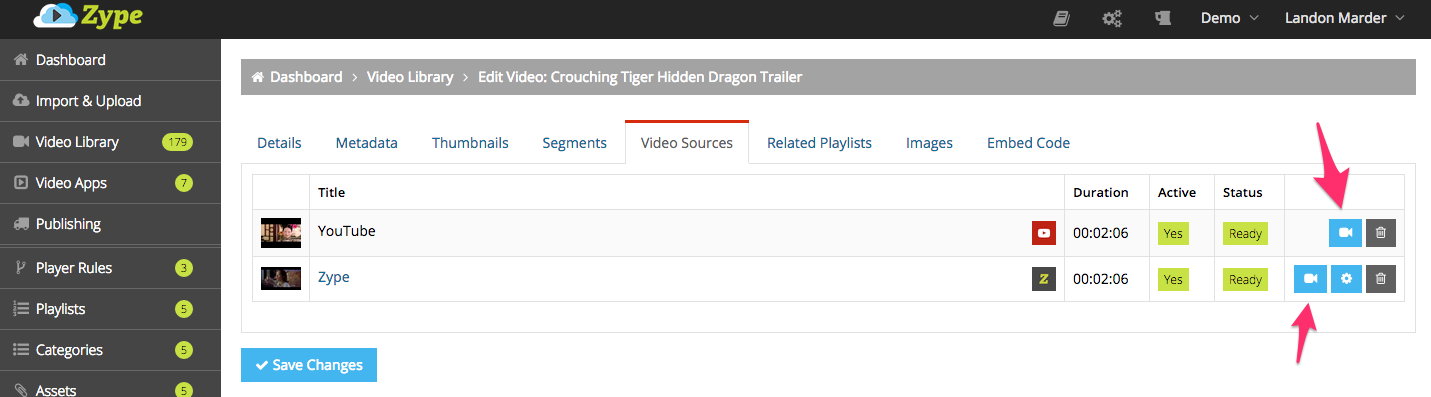 Zype
Demo
Landon Marder
Dashboard
Import & Upload
Video Library 179
Video Apps 7
Publishing
Player Rules 3
Playlists 5
Categories 5
Assets 5
Dashboard > Video Library > Edit Video: Crouching Tiger Hidden Dragon Trailer
Details Metadata Thumbnails Segments Video Sources Related Playlists Images Embed Code
Title Duration Active Status
YouTube 00:02:06 Yes Ready
Zype Z 00:02:06 Yes Ready
Save Changes